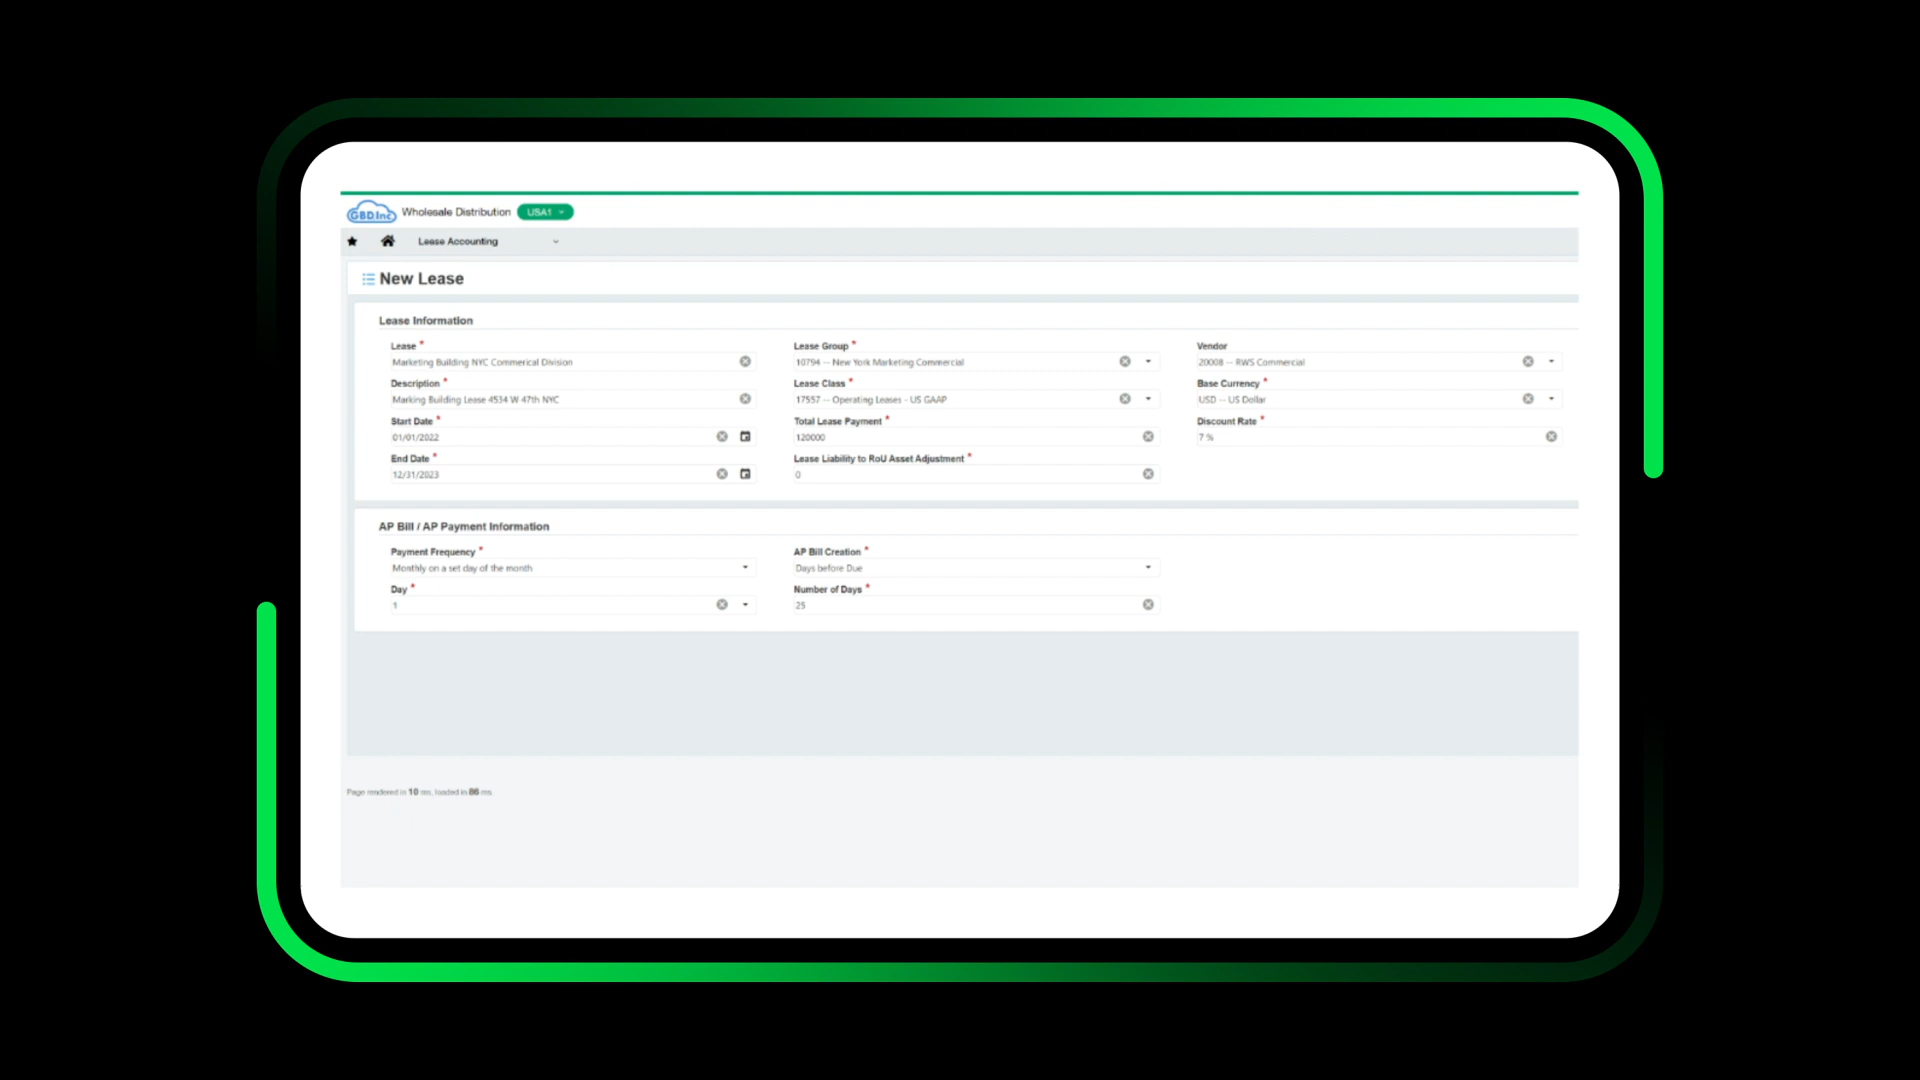 GBD.Inc Wholesale Distribution USA1
Lease Accounting
New Lease
Lease Information
Lease * Lease Group * Vendor
Marketing Building NYC Commerical Division 10794 -- New York Marketing Commercial 20008 -- RWS Commercial
Description * Lease Class * Base Currency *
Marking Building Lease 4534 W 47th NYC 17557 -- Operating Leases - US GAAP USD -- US Dollar
Start Date * Total Lease Payment * Discount Rate *
01/01/2022 120000 7 %
End Date * Lease Liability to RoU Asset Adjustment *
12/31/2023 0
AP Bill / AP Payment Information
Payment Frequency * AP Bill Creation *
Monthly on a set day of the month Days before Due
Day * Number of Days *
1 25
Page rendered in 10 ms, loaded in 86 ms